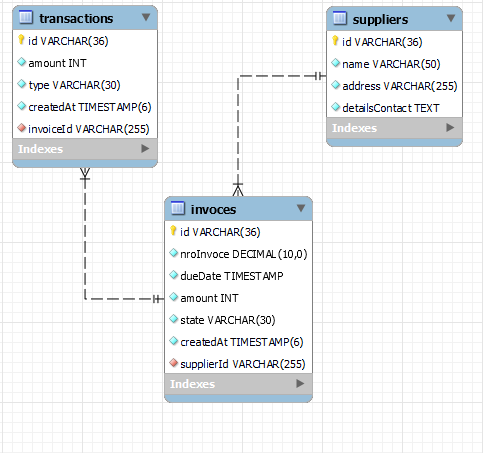 transactions
id VARCHAR(36)
amount INT
type VARCHAR(30)
createdAt TIMESTAMP(6)
invoiceId VARCHAR(255)
Indexes
suppliers
id VARCHAR(36)
name VARCHAR(50)
address VARCHAR(255)
detailsContact TEXT
Indexes
invoces
id VARCHAR(36)
nroInvoce DECIMAL(10,0)
dueDate TIMESTAMP
amount INT
state VARCHAR(30)
createdAt TIMESTAMP(6)
supplierId VARCHAR(255)
Indexes